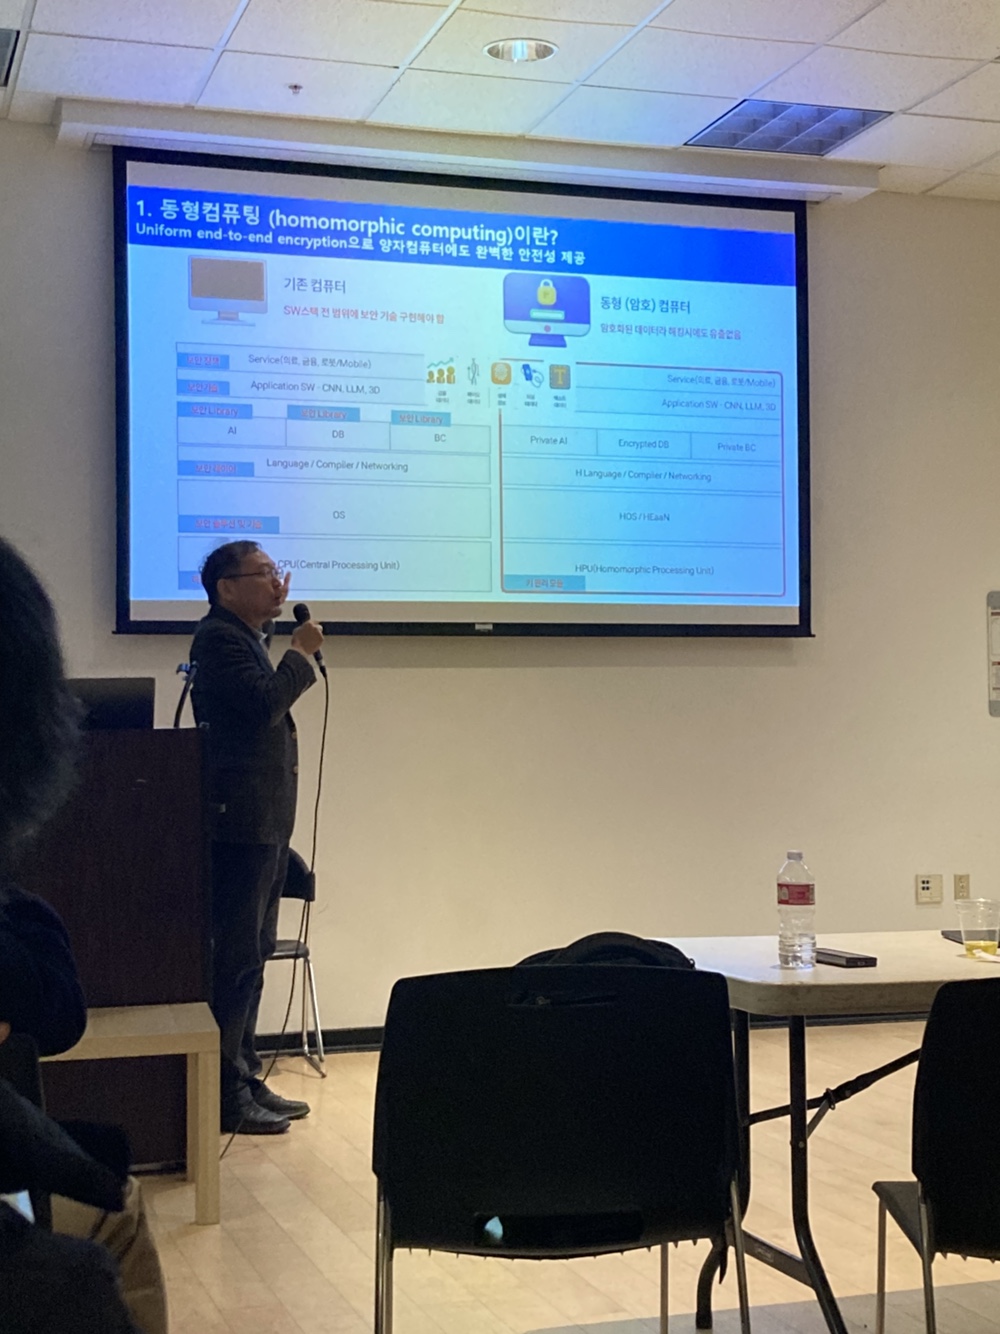 1. 동형컴퓨팅 (homomorphic computing)이란?
Uniform end-to-end encryption으로 양자컴퓨터에도 완벽한 안전성 제공
기존 컴퓨터
SW스택 전 범위에 보안 기술 구현해야 함
Service(의료, 금융, 로봇/Mobile)
Application SW - CNN, LLM, 3D
Library
Library
Library
AI
DB
BC
Language / Compiler / Networking
OS
CPU(Central Processing Unit)
동형 (암호) 컴퓨터
암호화된 데이터라 해킹시에도 유출없음
T
Service(의료, 금융, 로봇/Mobile)
Application SW - CNN, LLM, 3D
Private AI
Encrypted DB
Private BC
H Language / Compiler / Networking
HOS / HEaaN
HPU(Homomorphic Processing Unit)